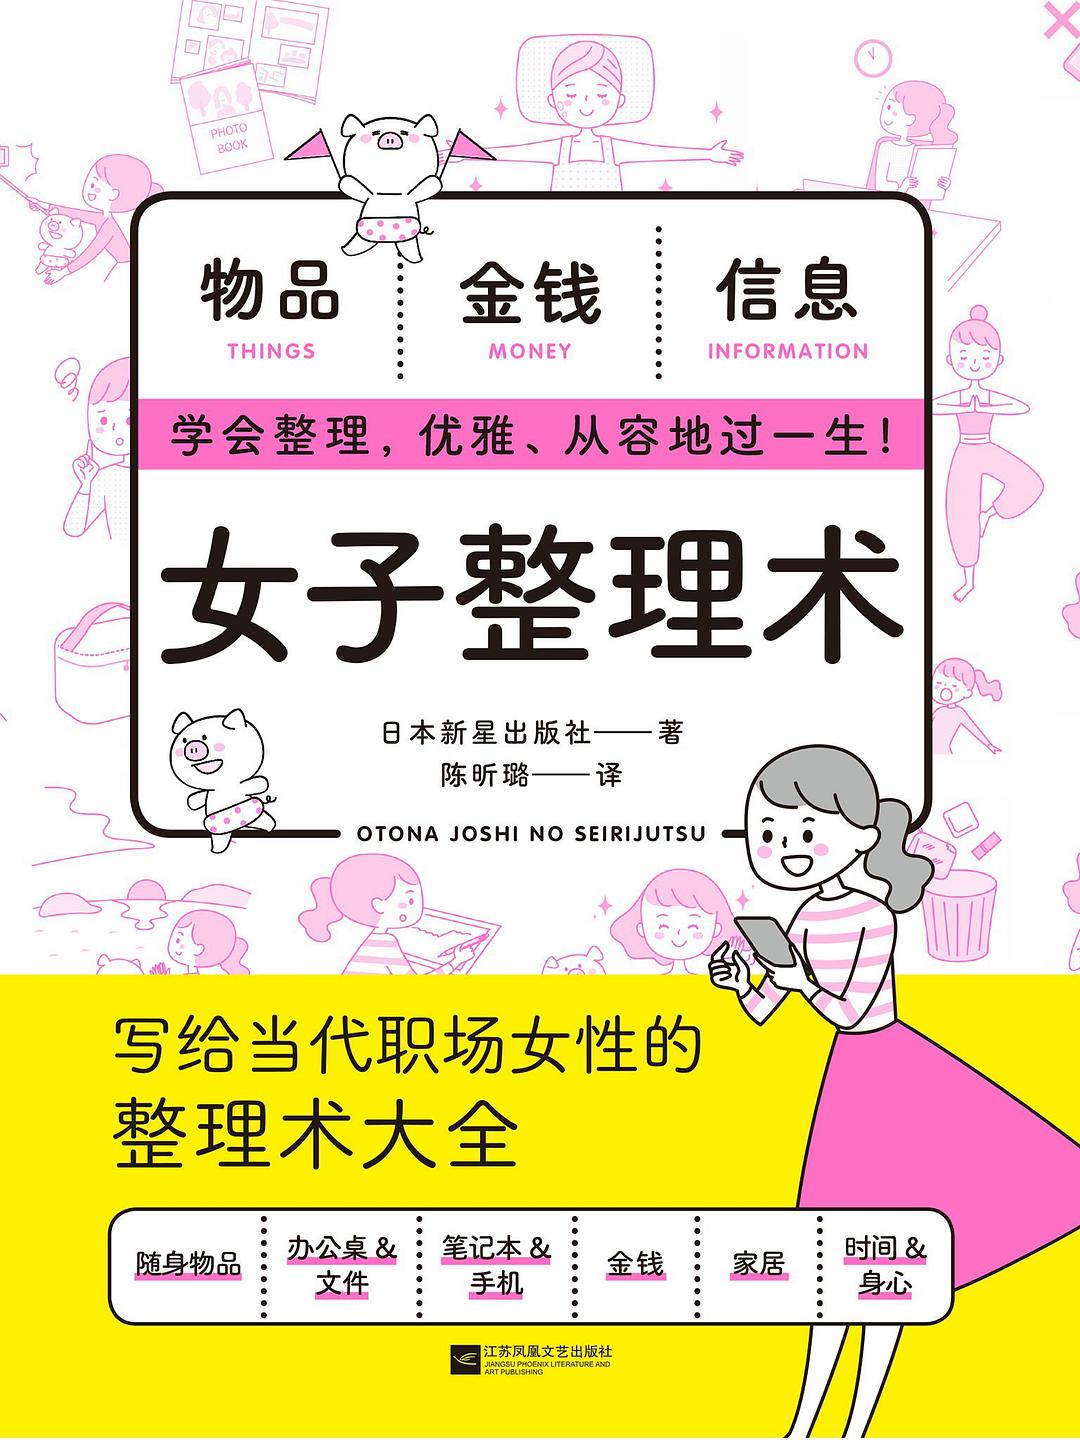 PHOTO
BOOK
物品 金钱 信息
THINGS MONEY INFORMATION
学会整理，优雅、从容地过一生！
女子整理术
日本新星出版社——著
陈昕璐——译
OTONA JOSHI NO SEIRIJUTSU
写给当代职场女性的
整理术大全
随身物品
办公桌 &
文件
笔记本 &
手机
金钱
家居
时间 &
身心
江苏凤凰文艺出版社
JIANGSU PHOENIX LITERATURE AND
ART PUBLISHING